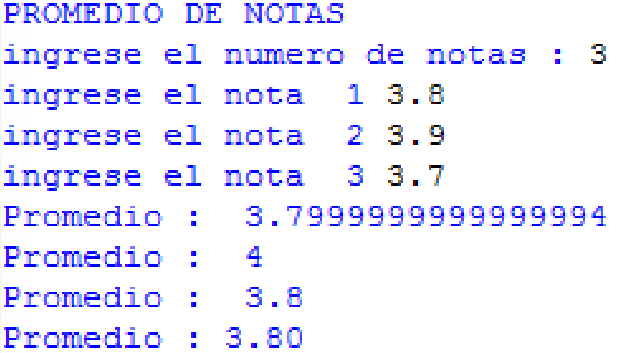 PROMEDIO DE NOTAS
ingrese el numero de notas : 3
ingrese el nota  1 3.8
ingrese el nota  2 3.9
ingrese el nota  3 3.7
Promedio :  3.7999999999999994
Promedio :  4
Promedio :  3.8
Promedio : 3.80